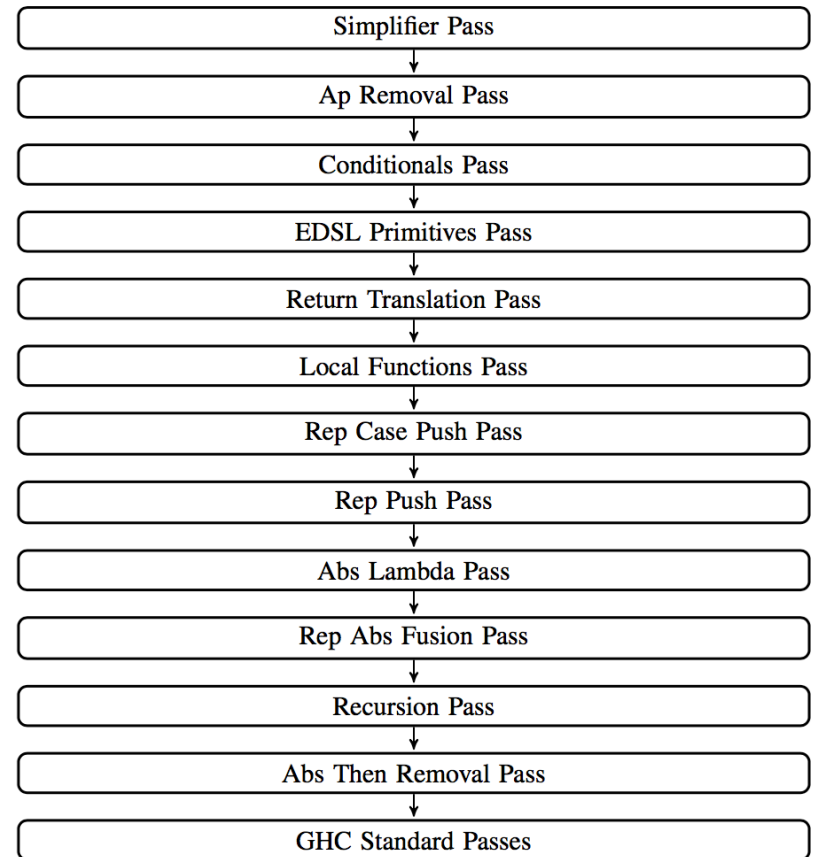 Simplifier Pass
Ap Removal Pass
Conditionals Pass
EDSL Primitives Pass
Return Translation Pass
Local Functions Pass
Rep Case Push Pass
Rep Push Pass
Abs Lambda Pass
Rep Abs Fusion Pass
Recursion Pass
Abs Then Removal Pass
GHC Standard Passes